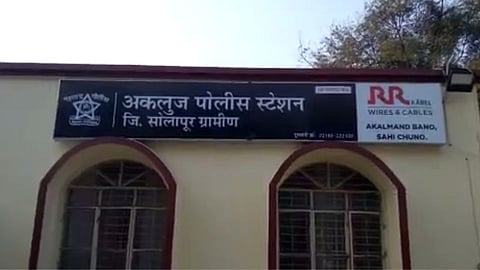 अकलुज पोलीस स्टेशन
जि. सोलापूर ग्रामीण
RR KABEL
WIRES & CABLES
AKALMAND BANO,
SAHI CHUNO.